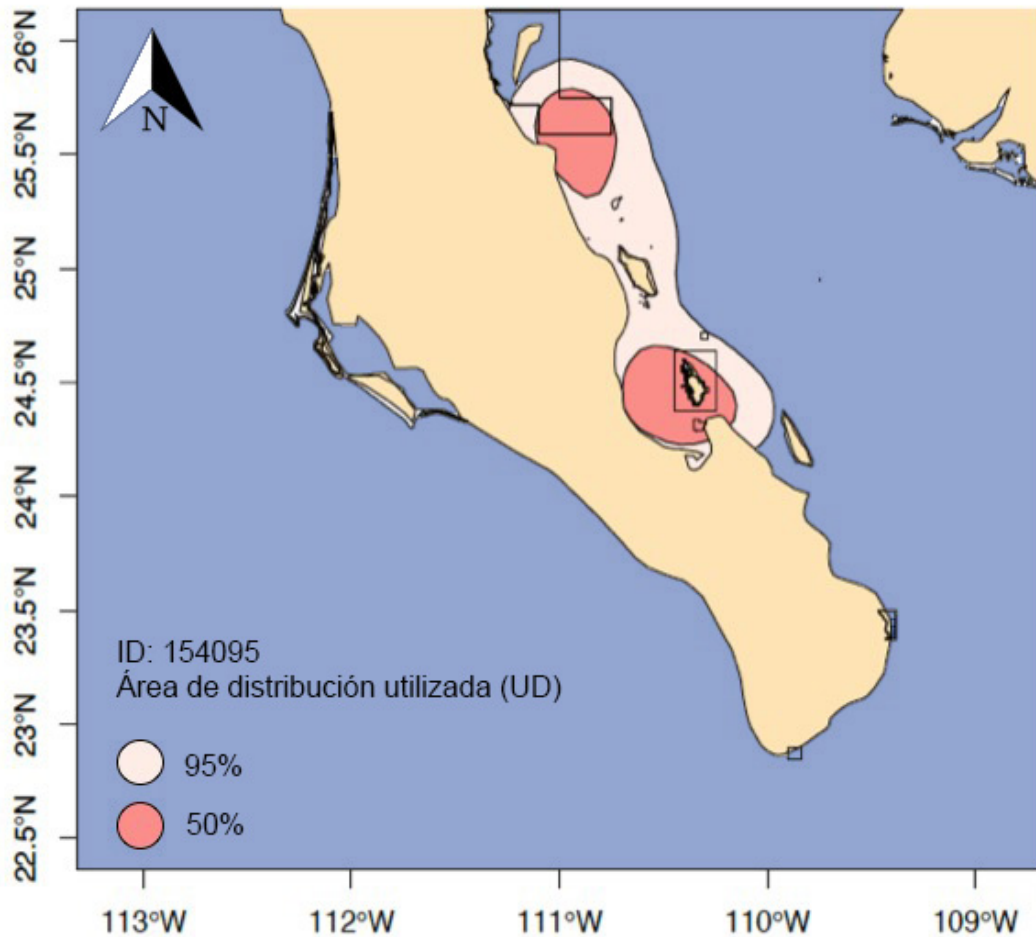 26°N
N
25.5°N
25°N
24.5°N
24°N
23.5°N
23°N
22.5°N
ID: 154095
Área de distribución utilizada (UD)
95%
50%
113°W 112°W 111°W 110°W 109°W